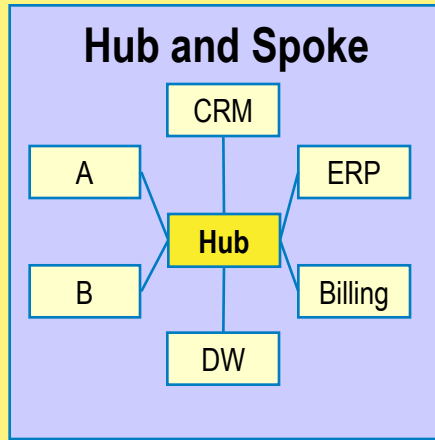 Hub and Spoke
CRM
A
ERP
Hub
B
Billing
DW